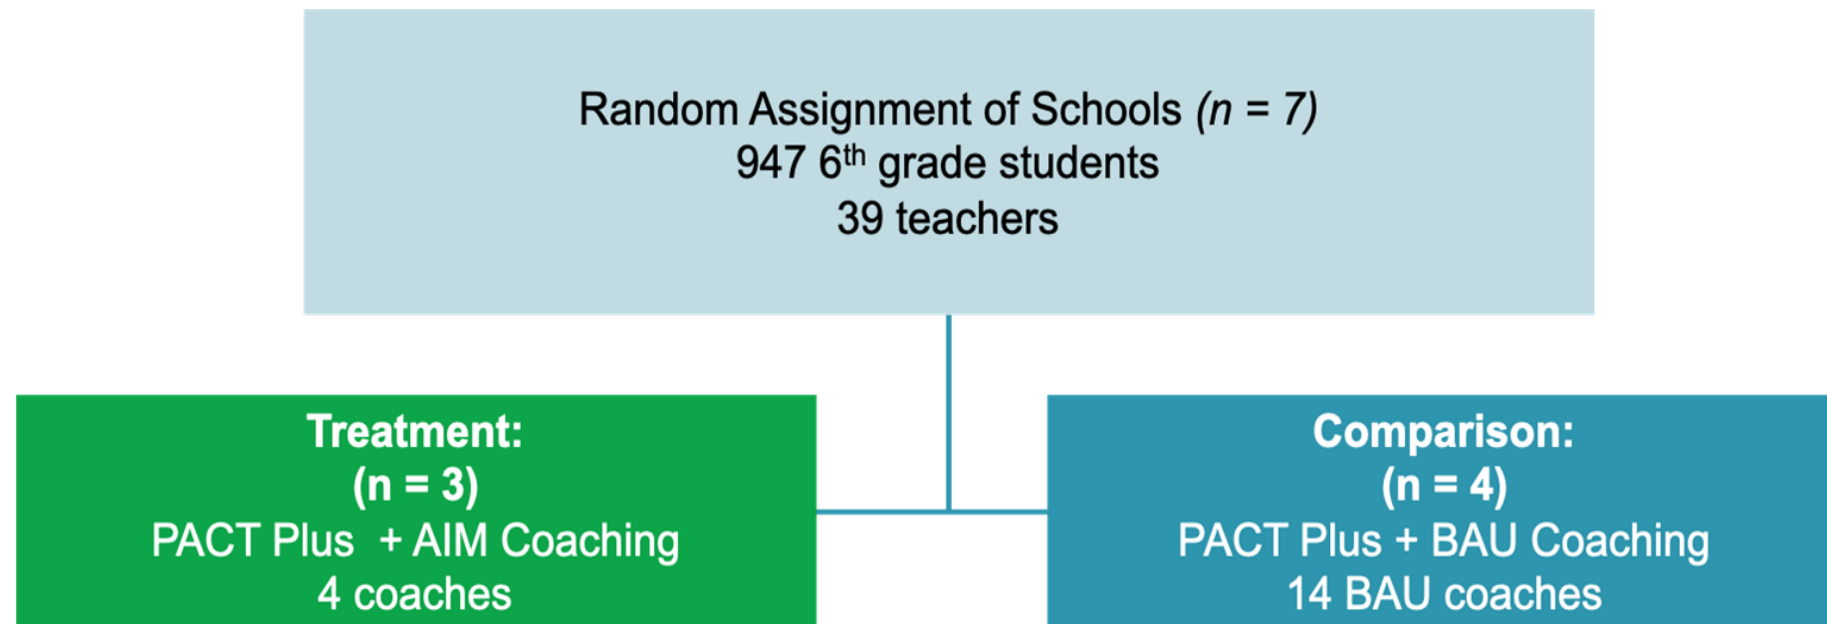 Random Assignment of Schools (n = 7)
947 6th grade students
39 teachers
Treatment:
(n = 3)
PACT Plus + AIM Coaching
4 coaches
Comparison:
(n = 4)
PACT Plus + BAU Coaching
14 BAU coaches